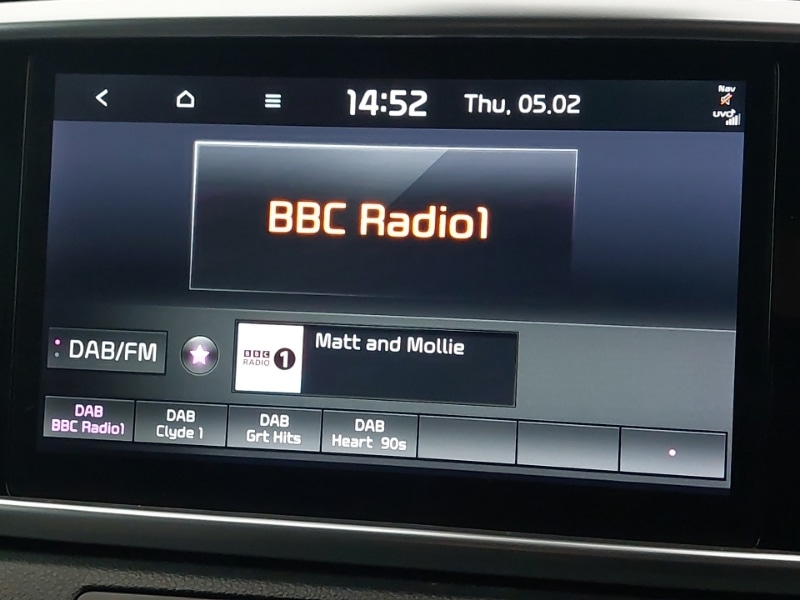 14:52 Thu, 05.02
Nav
UVO
BBC Radio1
DAB/FM
BBC
RADIO 1
Matt and Mollie
DAB
BBC Radio1
DAB
Clyde 1
DAB
Grt Hits
DAB
Heart 90s